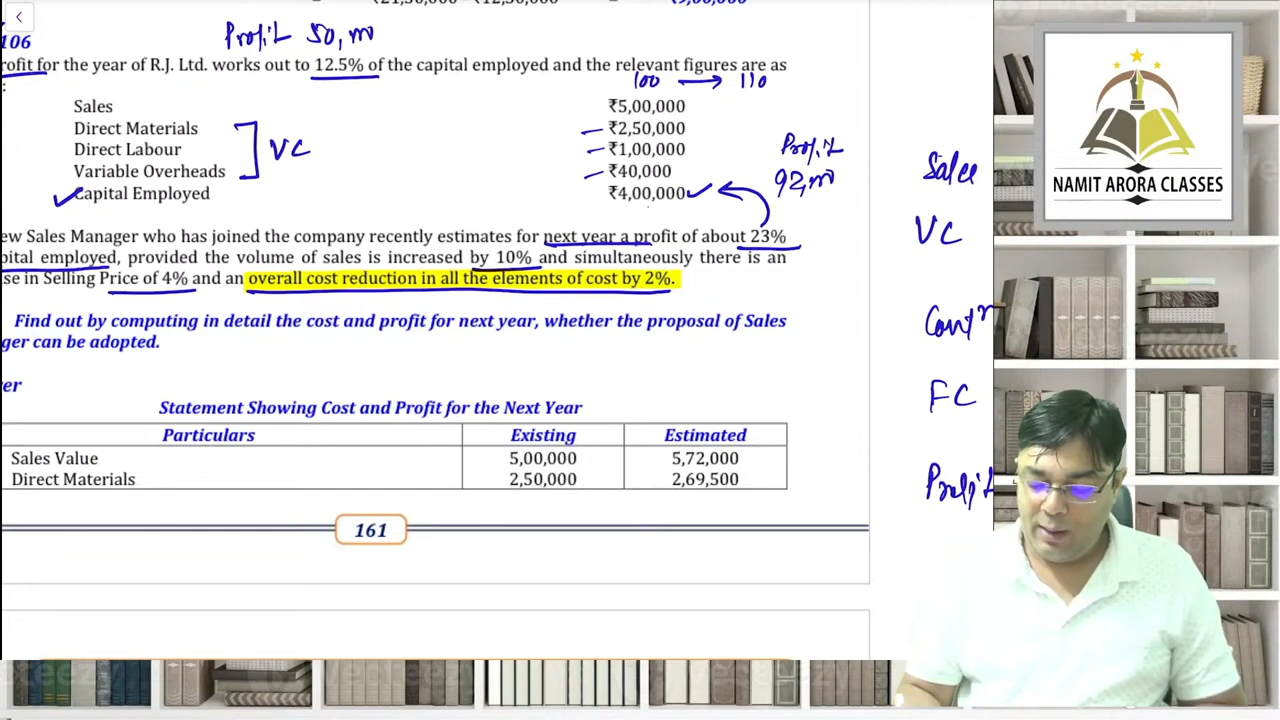 106
Profit 50,000
rofit for the year of R.J. Ltd. works out to 12.5% of the capital employed and the relevant figures are as
:
100 → 110
Sales ₹5,00,000
Direct Materials ₹2,50,000
Direct Labour ₹1,00,000
Variable Overheads ₹40,000
Capital Employed ₹4,00,000
VC
Profit
92,000
ew Sales Manager who has joined the company recently estimates for next year a profit of about 23%
pital employed, provided the volume of sales is increased by 10% and simultaneously there is an
se in Selling Price of 4% and an overall cost reduction in all the elements of cost by 2%.
Find out by computing in detail the cost and profit for next year, whether the proposal of Sales
ger can be adopted.
er
Statement Showing Cost and Profit for the Next Year
Particulars Existing Estimated
Sales Value 5,00,000 5,72,000
Direct Materials 2,50,000 2,69,500
161
Sales
VC
Contn
FC
Profit
NAMIT ARORA CLASSES